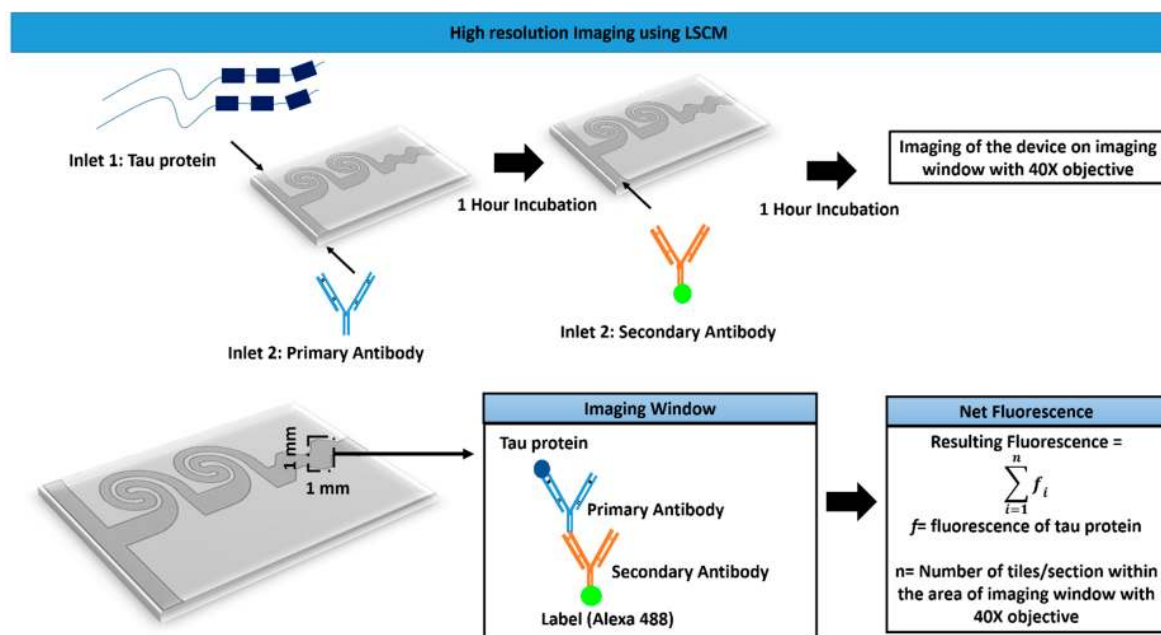 High resolution Imaging using LSCM
Inlet 1: Tau protein
1 Hour Incubation
1 Hour Incubation
Imaging of the device on imaging
window with 40X objective
Inlet 2: Primary Antibody
Inlet 2: Secondary Antibody
1 mm
1 mm
Imaging Window
Tau protein
Primary Antibody
Secondary Antibody
Label (Alexa 488)
Net Fluorescence
Resulting Fluorescence =
n
∑ fᵢ
i=1
f= fluorescence of tau protein
n= Number of tiles/section within
the area of imaging window with
40X objective